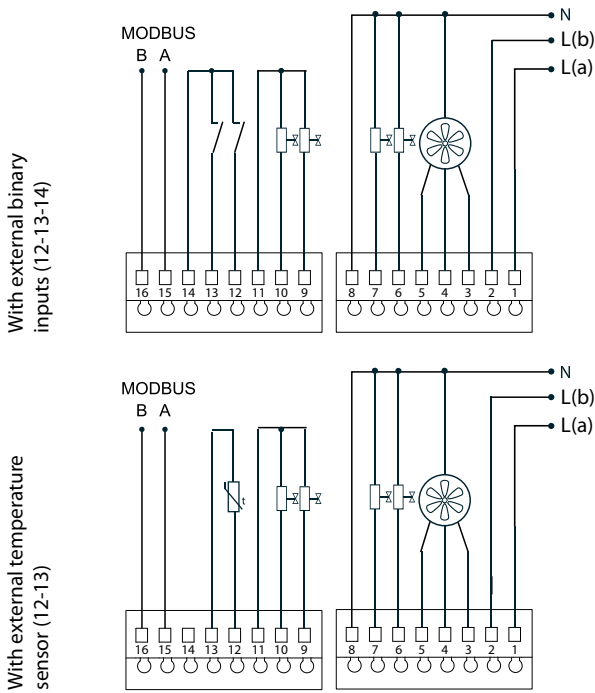 MODBUS
B A
N
L(b)
L(a)
With external binary
inputs (12-13-14)
16 15 14 13 12 11 10 9
8 7 6 5 4 3 2 1
MODBUS
B A
N
L(b)
L(a)
t
With external temperature
sensor (12-13)
16 15 14 13 12 11 10 9
8 7 6 5 4 3 2 1